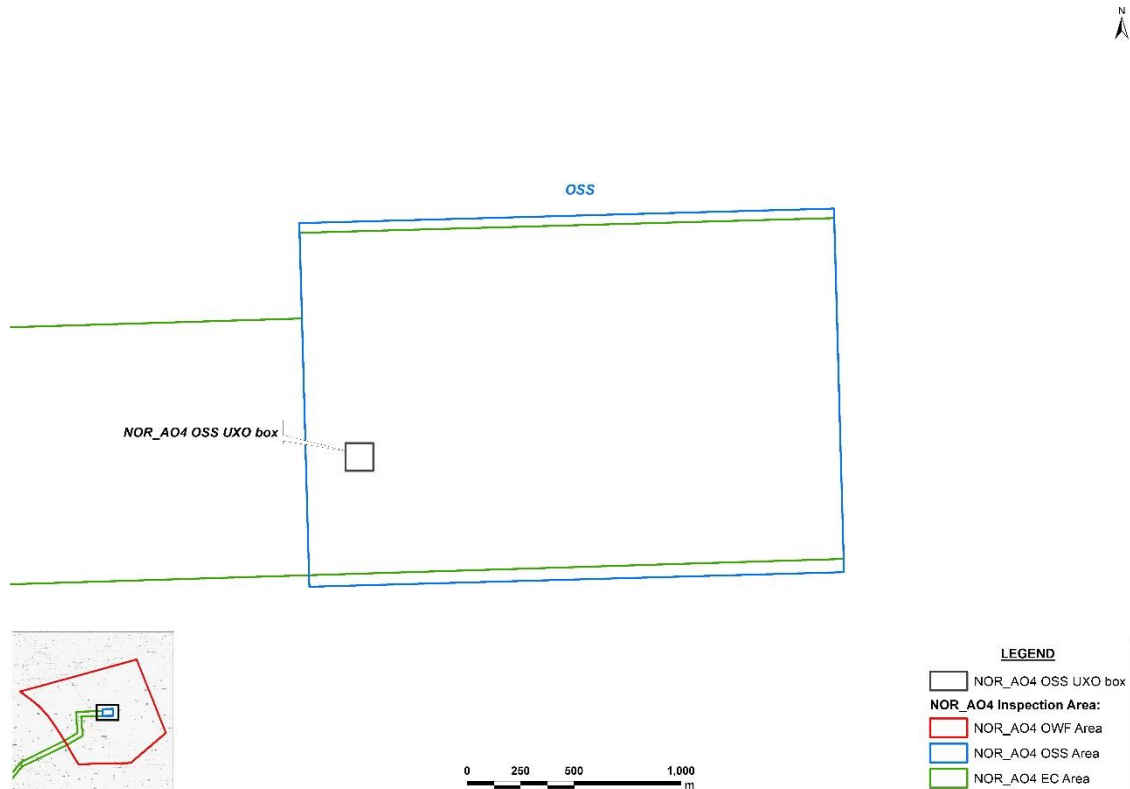 N
OSS
NOR_AO4 OSS UXO box
LEGEND
NOR_AO4 OSS UXO box
NOR_AO4 Inspection Area:
NOR_AO4 OWF Area
NOR_AO4 OSS Area
NOR_AO4 EC Area
0 250 500 1,000
m